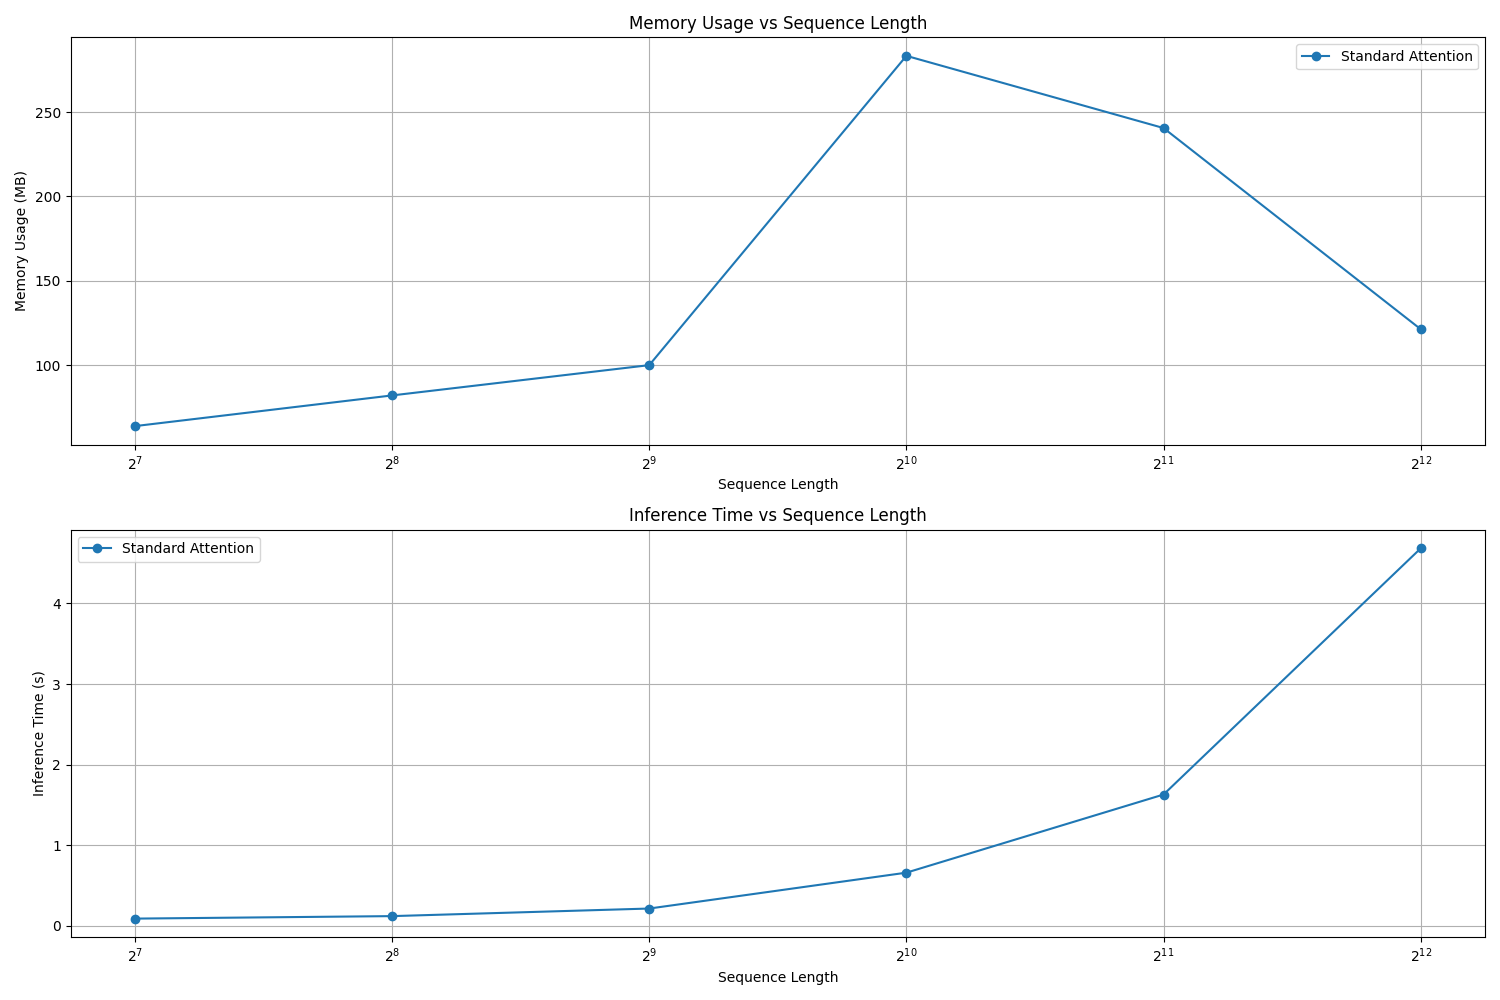 Memory Usage vs Sequence Length
Standard Attention
Memory Usage (MB)
250
200
150
100
2^7 2^8 2^9 2^10 2^11 2^12
Sequence Length
Inference Time vs Sequence Length
Standard Attention
Inference Time (s)
4
3
2
1
0
2^7 2^8 2^9 2^10 2^11 2^12
Sequence Length